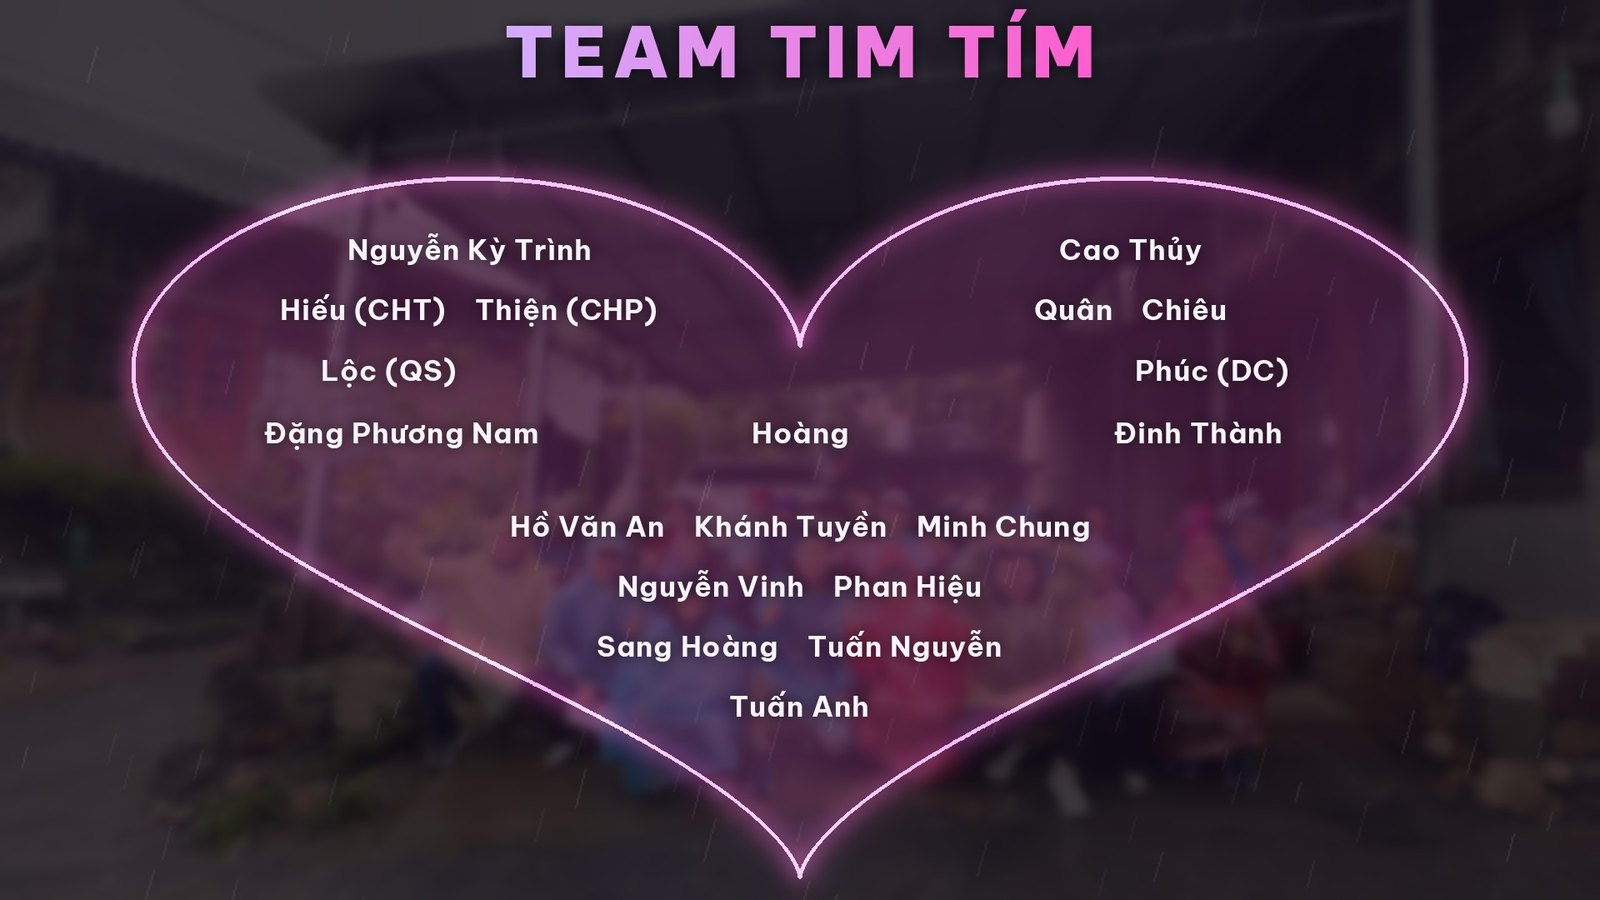 TEAM TIM TÍM
Nguyễn Kỳ Trình Cao Thủy
Hiếu (CHT) Thiện (CHP) Quân Chiêu
Lộc (QS) Phúc (DC)
Đặng Phương Nam Hoàng Đinh Thành
Hồ Văn An Khánh Tuyền Minh Chung
Nguyễn Vinh Phan Hiệu
Sang Hoàng Tuấn Nguyễn
Tuấn Anh